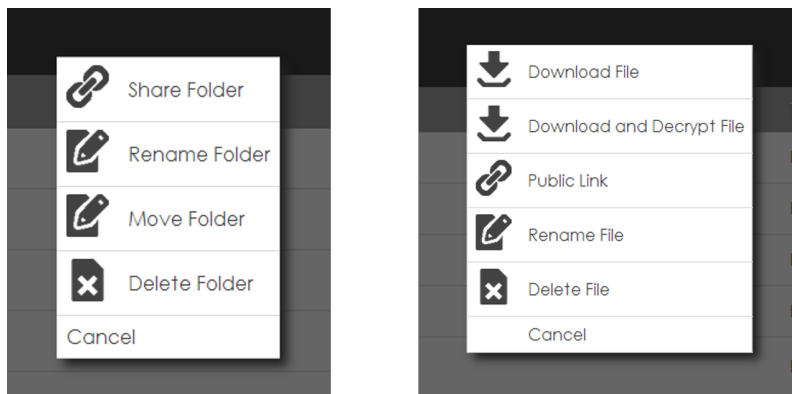 Share Folder
Rename Folder
Move Folder
Delete Folder
Cancel
Download File
Download and Decrypt File
Public Link
Rename File
Delete File
Cancel